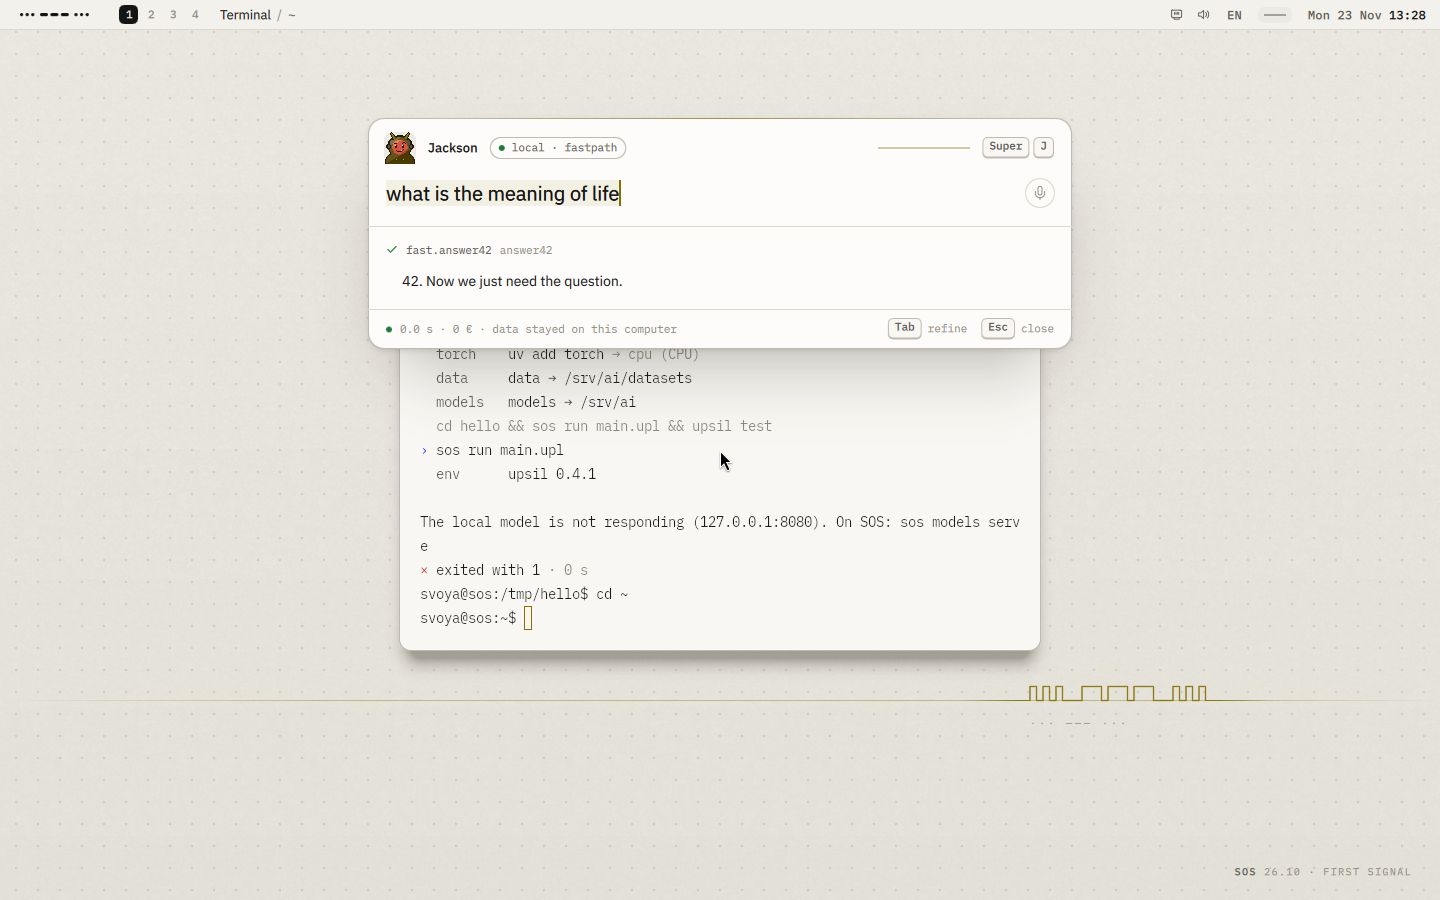 ••• ▬▬▬ ••• 1 2 3 4 Terminal / ~ EN Mon 23 Nov 13:28
Jackson local · fastpath Super J
what is the meaning of life
✓ fast.answer42 answer42
42. Now we just need the question.
0.0 s · 0 € · data stayed on this computer Tab refine Esc close
torch uv add torch → cpu (CPU)
data data → /srv/ai/datasets
models models → /srv/ai
cd hello && sos run main.upl && upsil test
› sos run main.upl
env upsil 0.4.1
The local model is not responding (127.0.0.1:8080). On SOS: sos models serv
e
× exited with 1 · 0 s
svoya@sos:/tmp/hello$ cd ~
svoya@sos:~$
··· ––– ···
SOS 26.10 · FIRST SIGNAL